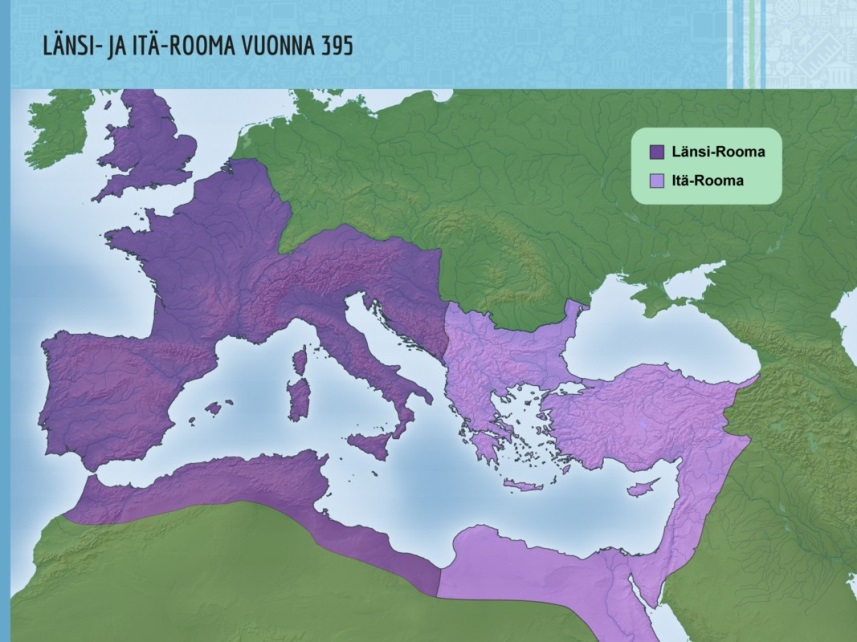 LÄNSI- JA ITÄ-ROOMA VUONNA 395
Länsi-Rooma
Itä-Rooma